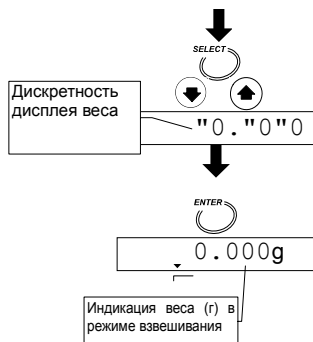 SELECT
Дискретность
дисплея веса
"0."0"0
ENTER
0.000g
Индикация веса (г) в
режиме взвешивания